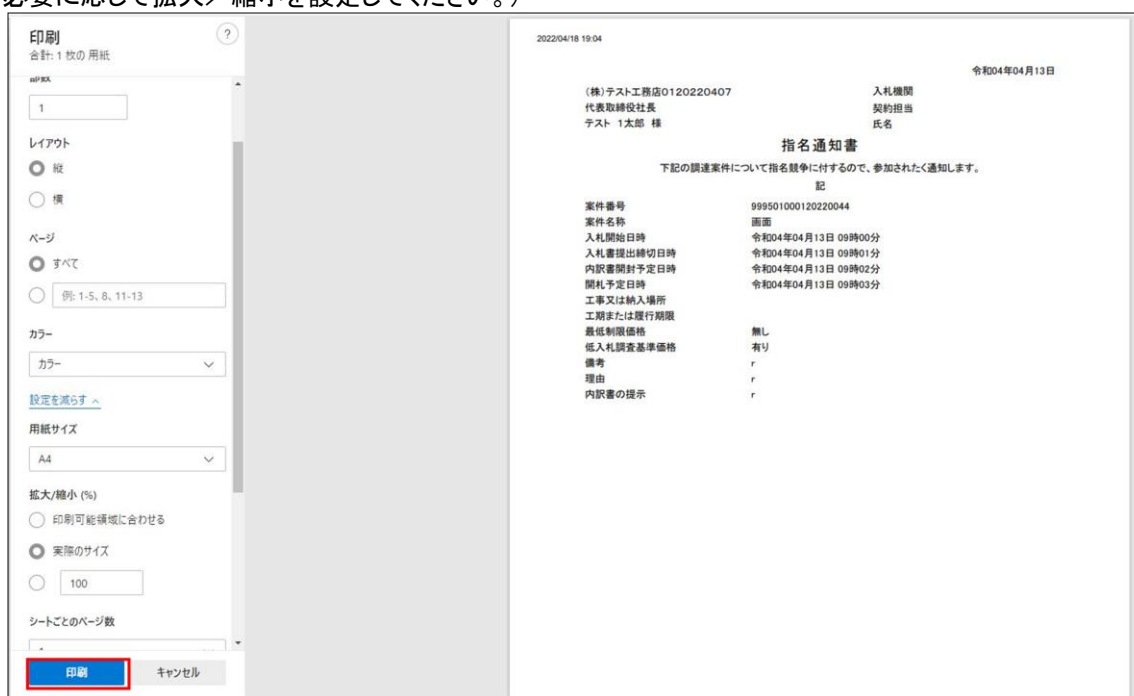 必要に応じて拡大／縮小を設定してください。）
印刷
?
合計: 1 枚の 用紙
部数
1
レイアウト
縦
横
ページ
すべて
例: 1-5、8、11-13
カラー
カラー
設定を減らす
用紙サイズ
A4
拡大/縮小 (%)
印刷可能領域に合わせる
実際のサイズ
100
シートごとのページ数
印刷
キャンセル
2022/04/18 19:04
令和04年04月13日
（株）テスト工務店0120220407
入札機関
代表取締役社長
契約担当
テスト 1太郎 様
氏名
指名通知書
下記の調達案件について指名競争に付するので、参加されたく通知します。
記
案件番号 999501000120220044
案件名称 画面
入札開始日時 令和04年04月13日 09時00分
入札書提出締切日時 令和04年04月13日 09時01分
内訳書開封予定日時 令和04年04月13日 09時02分
開札予定日時 令和04年04月13日 09時03分
工事又は納入場所
工期または履行期限
最低制限価格 無し
低入札調査基準価格 有り
備考 r
理由 r
内訳書の提示 r